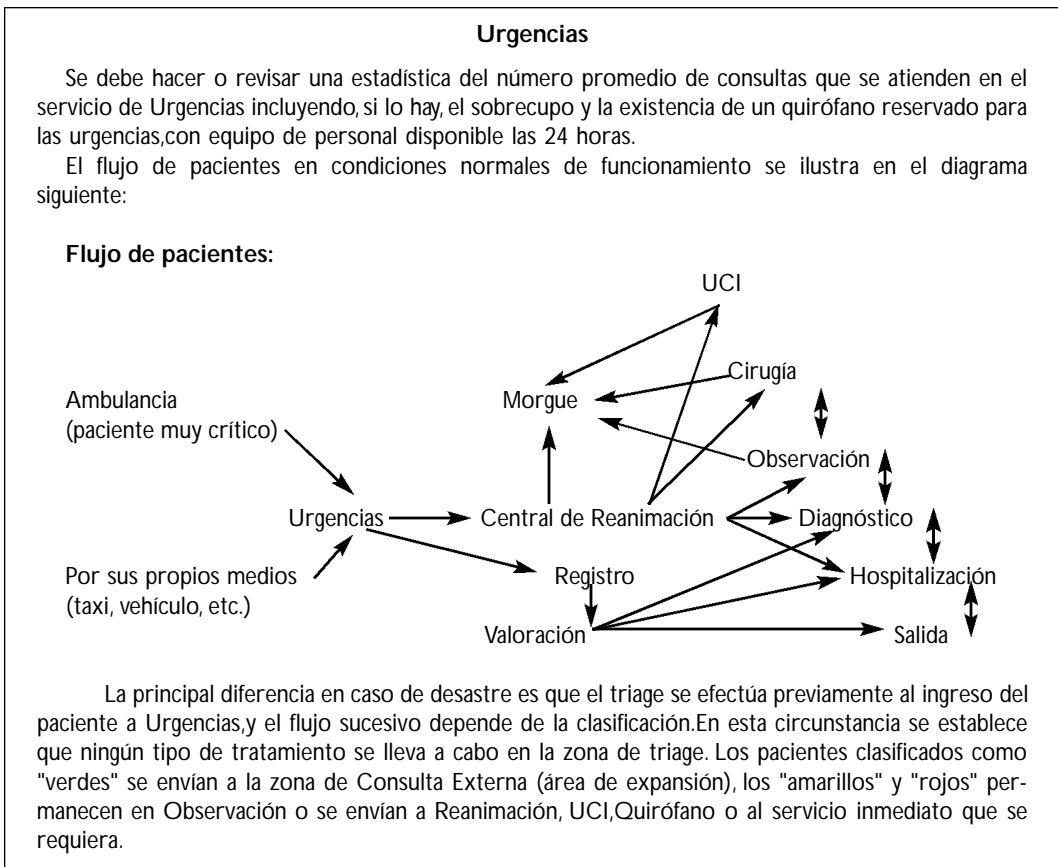 Urgencias
Se debe hacer o revisar una estadística del número promedio de consultas que se atienden en el
servicio de Urgencias incluyendo, si lo hay, el sobrecupo y la existencia de un quirófano reservado para
las urgencias,con equipo de personal disponible las 24 horas.
El flujo de pacientes en condiciones normales de funcionamiento se ilustra en el diagrama
siguiente:
Flujo de pacientes:
UCI
Cirugía
Morgue
Ambulancia
(paciente muy crítico)
Observación
Urgencias
Central de Reanimación
Diagnóstico
Por sus propios medios
(taxi, vehículo, etc.)
Registro
Hospitalización
Valoración
Salida
La principal diferencia en caso de desastre es que el triage se efectúa previamente al ingreso del
paciente a Urgencias,y el flujo sucesivo depende de la clasificación.En esta circunstancia se establece
que ningún tipo de tratamiento se lleva a cabo en la zona de triage. Los pacientes clasificados como
"verdes" se envían a la zona de Consulta Externa (área de expansión), los "amarillos" y "rojos" per-
manecen en Observación o se envían a Reanimación, UCI,Quirófano o al servicio inmediato que se
requiera.